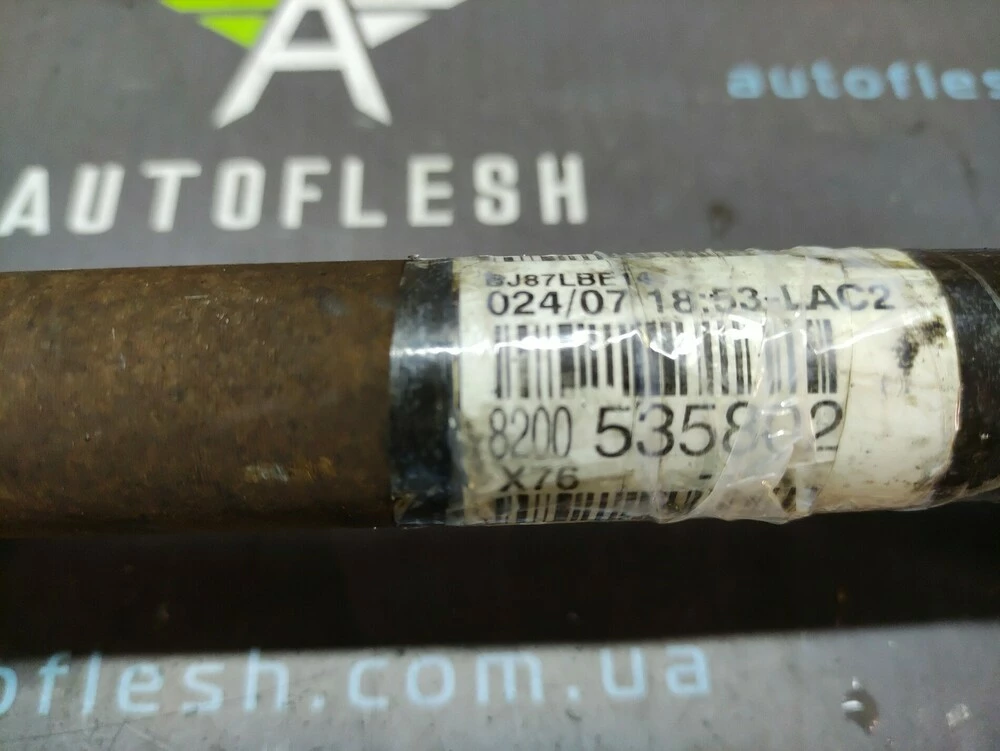 A
autofles
AUTOFLESH
8J87LBE14
024/07 18:53-LAC2
8200 535892
X76 -
oflesh.com.ua